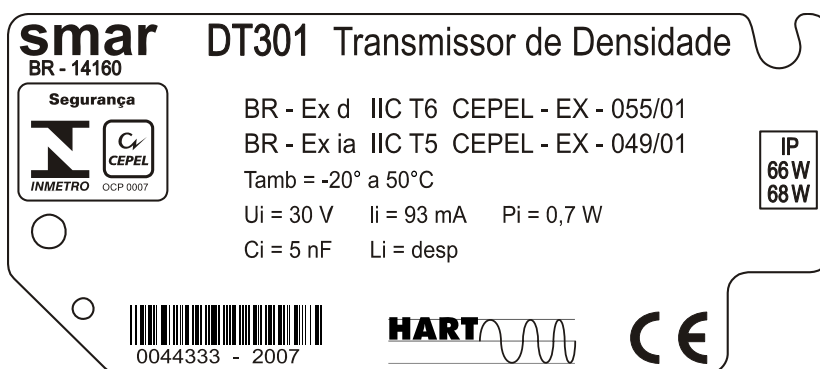 smar DT301 Transmissor de Densidade
BR - 14160
Segurança
INMETRO
CEPEL
OCP 0007
BR - Ex d IIC T6 CEPEL - EX - 055/01
BR - Ex ia IIC T5 CEPEL - EX - 049/01
Tamb = -20° a 50°C
Ui = 30 V Ii = 93 mA Pi = 0,7 W
Ci = 5 nF Li = desp
IP
66W
68W
0044333 - 2007
HART
CE